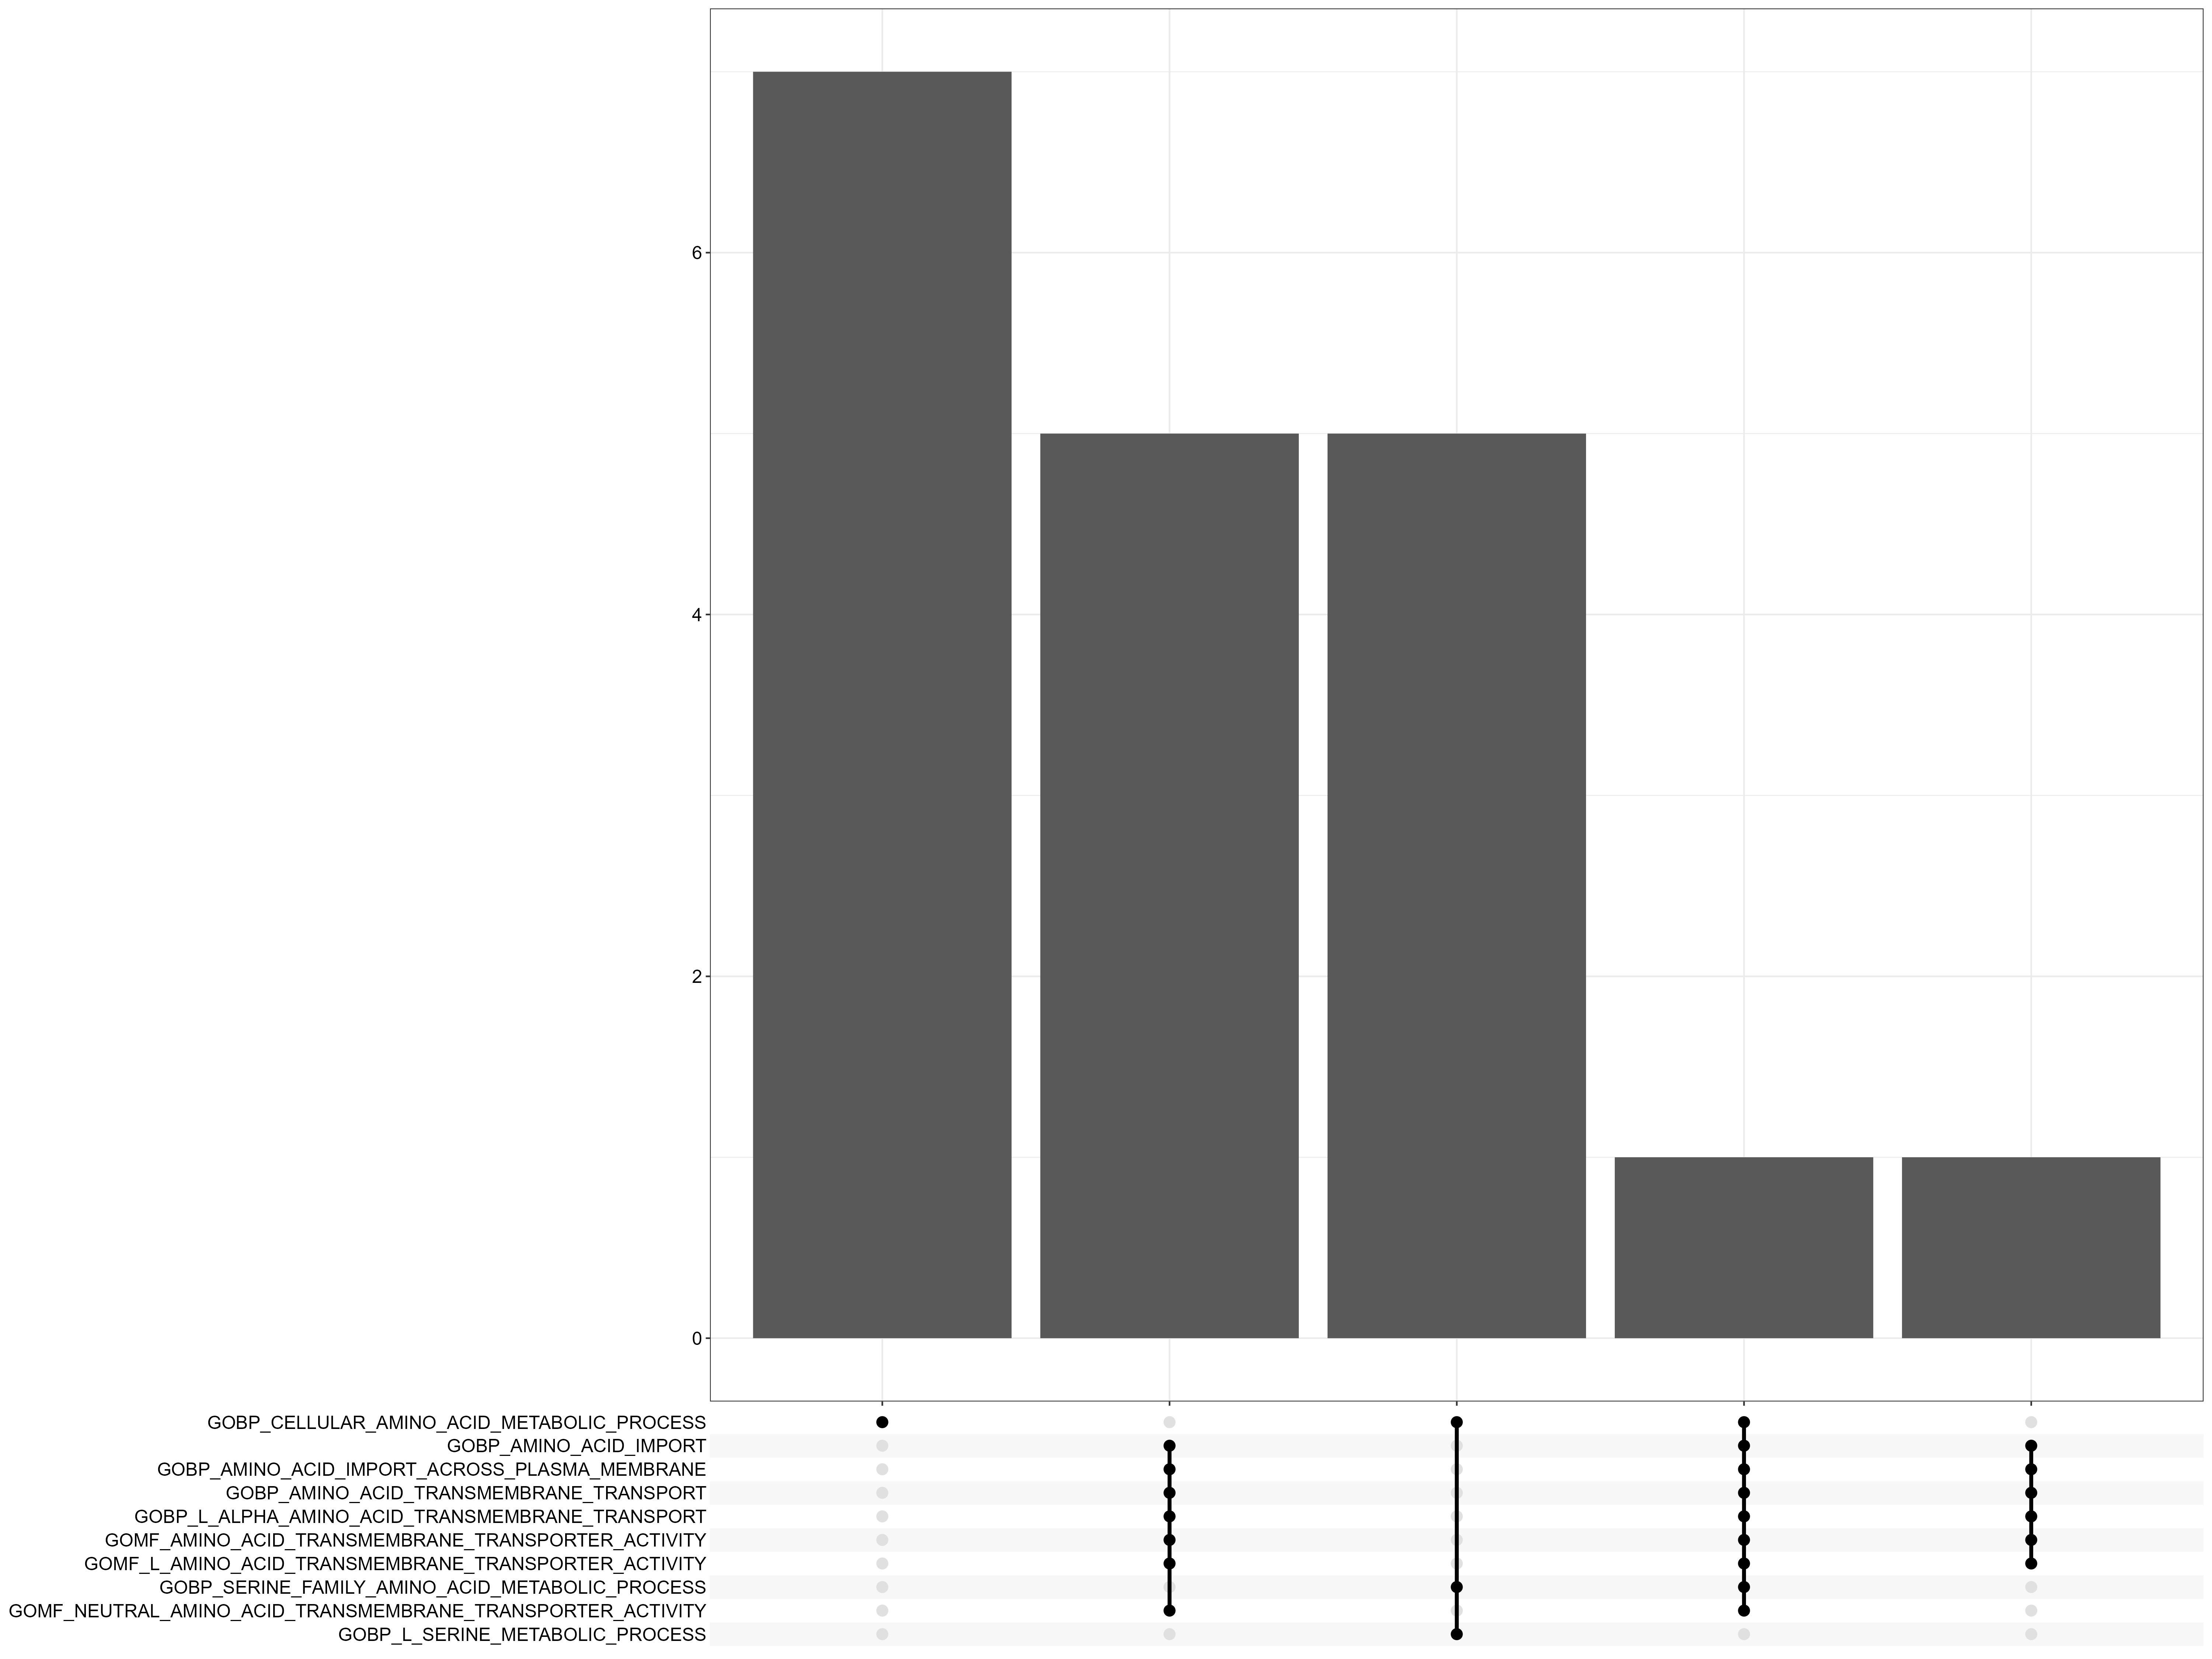 6
4
2
0
GOBP_CELLULAR_AMINO_ACID_METABOLIC_PROCESS
GOBP_AMINO_ACID_IMPORT
GOBP_AMINO_ACID_IMPORT_ACROSS_PLASMA_MEMBRANE
GOBP_AMINO_ACID_TRANSMEMBRANE_TRANSPORT
GOBP_L_ALPHA_AMINO_ACID_TRANSMEMBRANE_TRANSPORT
GOMF_AMINO_ACID_TRANSMEMBRANE_TRANSPORTER_ACTIVITY
GOMF_L_AMINO_ACID_TRANSMEMBRANE_TRANSPORTER_ACTIVITY
GOBP_SERINE_FAMILY_AMINO_ACID_METABOLIC_PROCESS
GOMF_NEUTRAL_AMINO_ACID_TRANSMEMBRANE_TRANSPORTER_ACTIVITY
GOBP_L_SERINE_METABOLIC_PROCESS